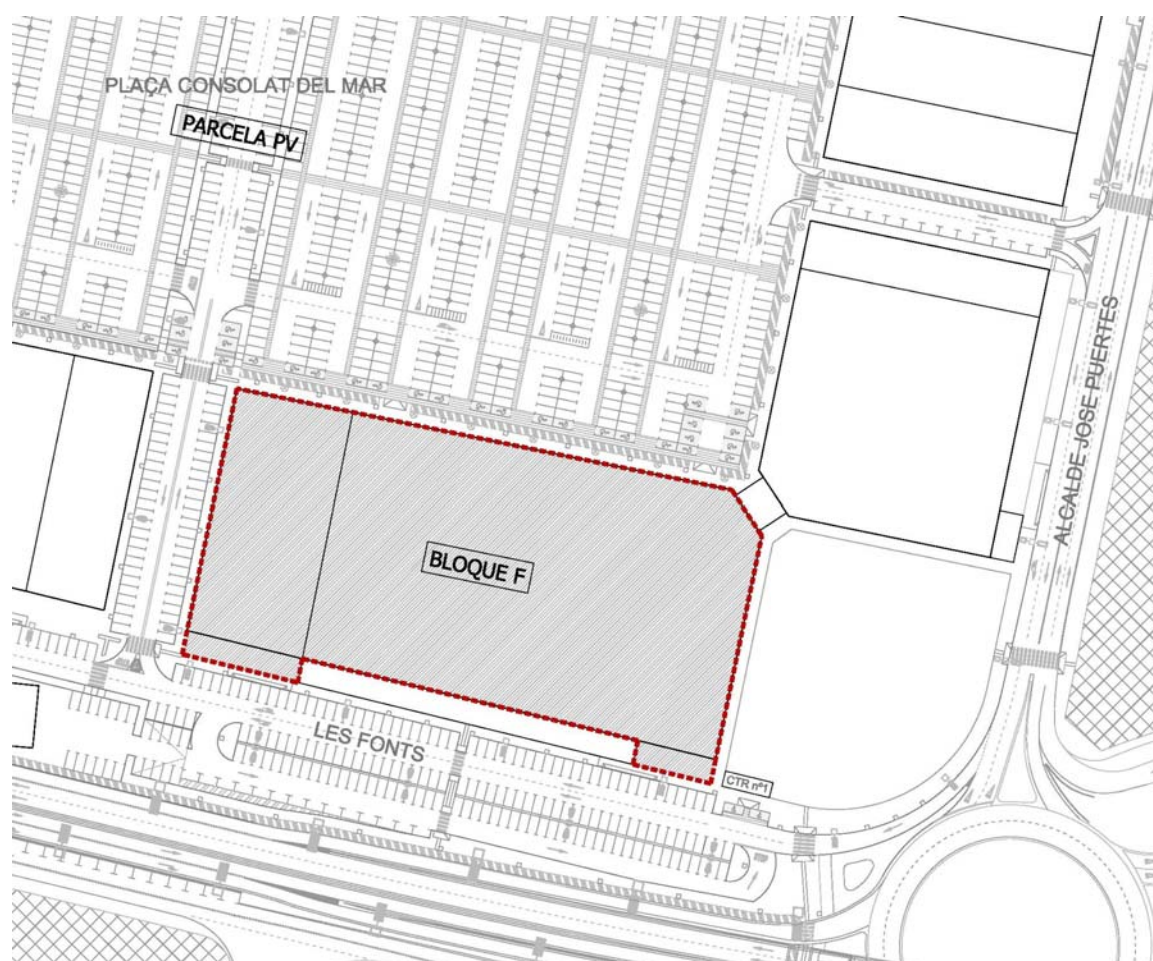 PLAÇA CONSOLAT DEL MAR
PARCELA PV
ALCALDE JOSE PUERTES
BLOQUE F
LES FONTS
CTR nº1